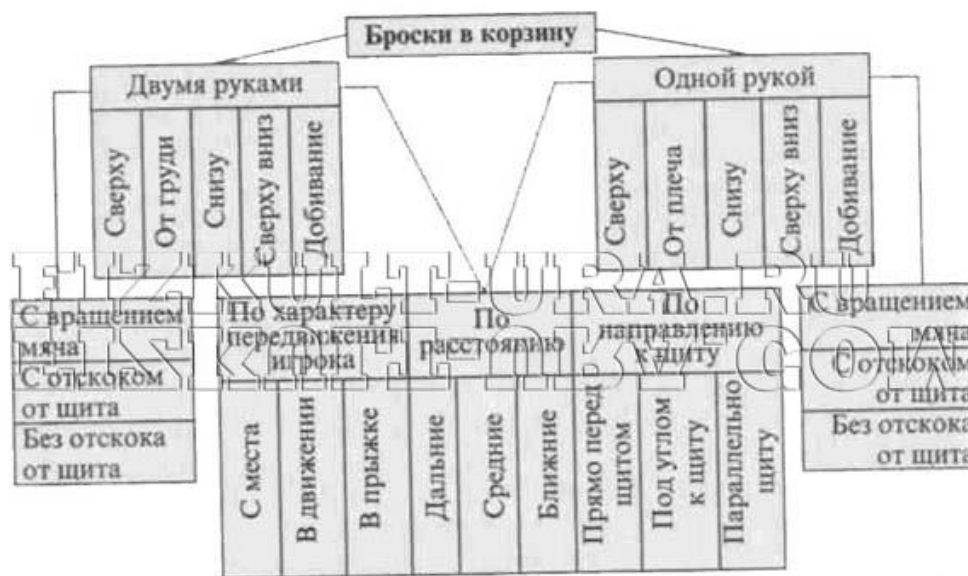 Броски в корзину
Двумя руками
Одной рукой
Сверху
От груди
Снизу
Сверху вниз
Добивание
Сверху
От плеча
Снизу
Сверху вниз
Добивание
С вращением
мяча
С отскоком
от щита
Без отскока
от щита
По характеру
передвижения
игрока
По
расстоянию
По
направлению
к щиту
С вращением
мяча
С отскоком
от щита
Без отскока
от щита
С места
В движении
В прыжке
Дальние
Средние
Ближние
Прямо перед
щитом
Под углом
к щиту
Параллельно
щиту